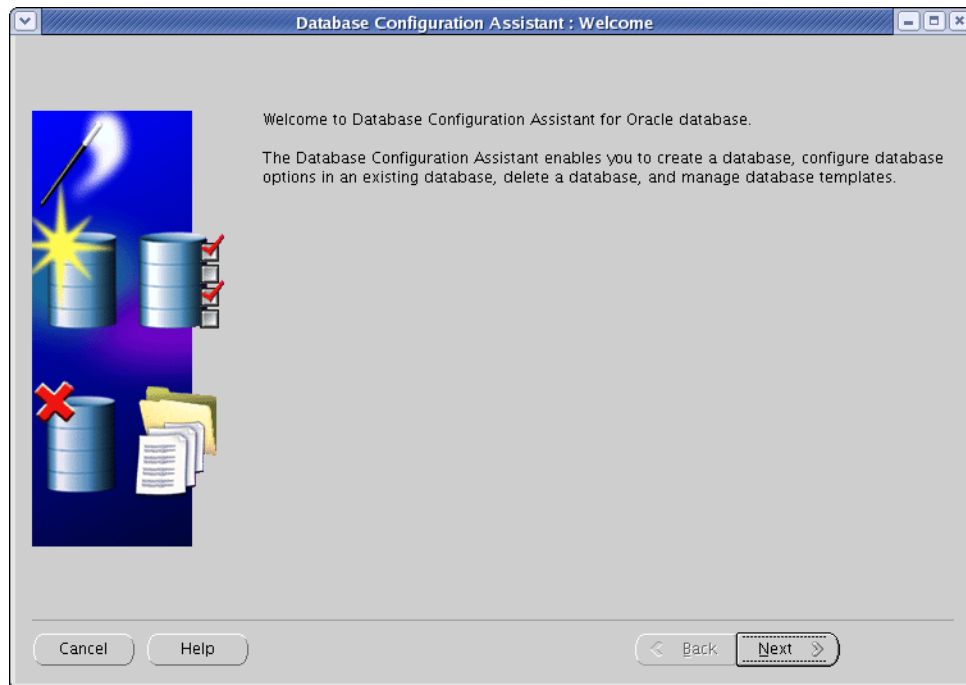 Database Configuration Assistant : Welcome
Welcome to Database Configuration Assistant for Oracle database.
The Database Configuration Assistant enables you to create a database, configure database
options in an existing database, delete a database, and manage database templates.
Cancel
Help
Back
Next